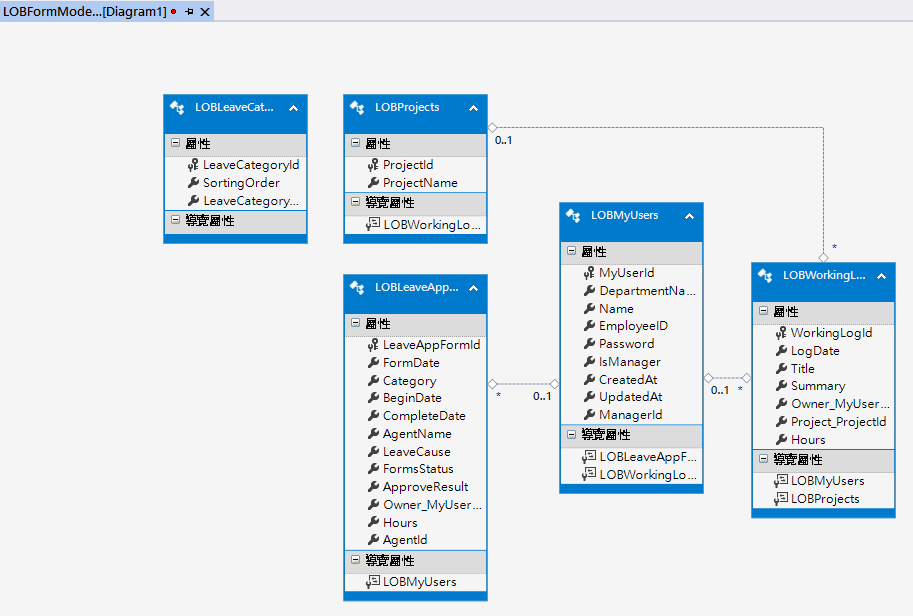 LOBFormMode...[Diagram1]
LOBLeaveCat...
屬性
LeaveCategoryId
SortingOrder
LeaveCategory...
導覽屬性
LOBProjects
屬性
ProjectId
ProjectName
導覽屬性
LOBWorkingLo...
0..1
*
LOBLeaveApp...
屬性
LeaveAppFormId
FormDate
Category
BeginDate
CompleteDate
AgentName
LeaveCause
FormsStatus
ApproveResult
Owner_MyUser...
Hours
AgentId
導覽屬性
LOBMyUsers
*
0..1
LOBMyUsers
屬性
MyUserId
DepartmentNa...
Name
EmployeeID
Password
IsManager
CreatedAt
UpdatedAt
ManagerId
導覽屬性
LOBLeaveAppF...
LOBWorkingLo...
0..1
*
LOBWorkingL...
屬性
WorkingLogId
LogDate
Title
Summary
Owner_MyUser...
Project_ProjectId
Hours
導覽屬性
LOBMyUsers
LOBProjects